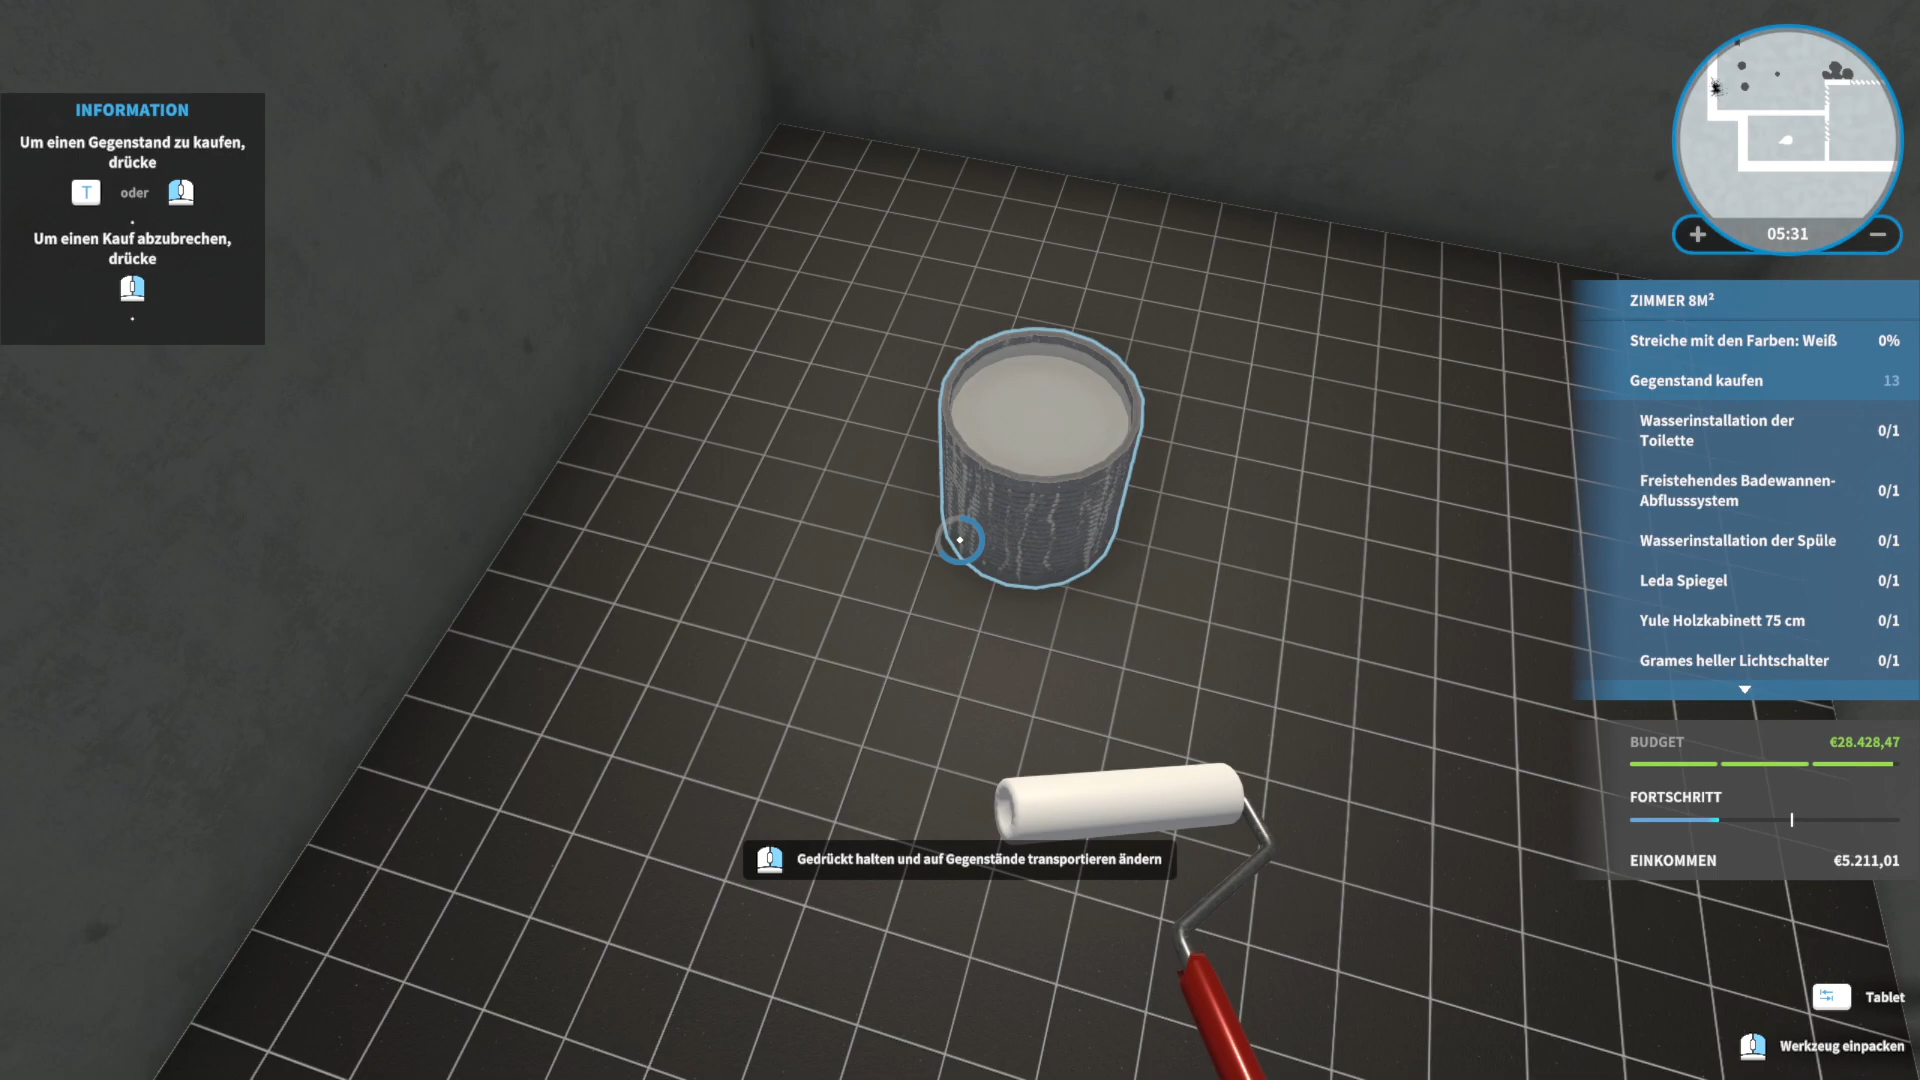 INFORMATION
Um einen Gegenstand zu kaufen,
drücke
T oder
.
Um einen Kauf abzubrechen,
drücke
.
05:31
ZIMMER 8M²
Streiche mit den Farben: Weiß 0%
Gegenstand kaufen 13
Wasserinstallation der
Toilette 0/1
Freistehendes Badewannen-
Abflusssystem 0/1
Wasserinstallation der Spüle 0/1
Leda Spiegel 0/1
Yule Holzkabinett 75 cm 0/1
Grames heller Lichtschalter 0/1
BUDGET €28.428,47
FORTSCHRITT
EINKOMMEN €5.211,01
Gedrückt halten und auf Gegenstände transportieren ändern
Tablet
Werkzeug einpacken